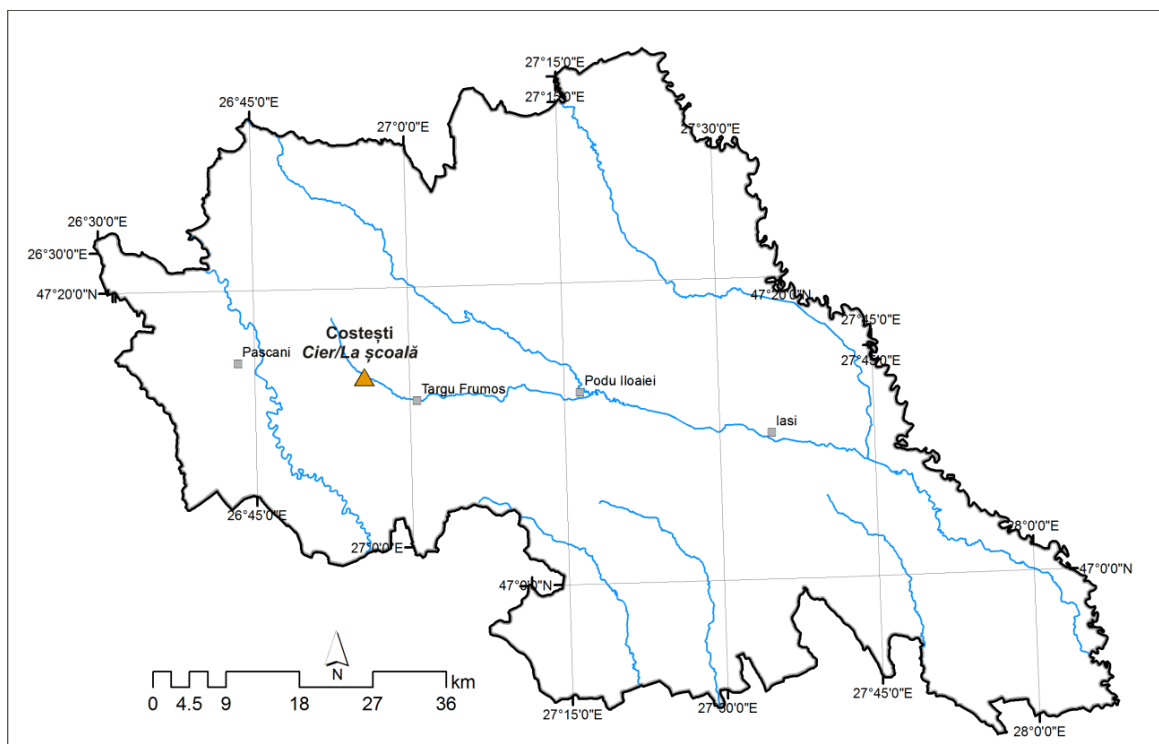 27°15'0"E
27°15'0"E
26°45'0"E
27°0'0"E
27°30'0"E
26°30'0"E
26°30'0"E
47°20'0"N
47°20'0"N
27°45'0"E
27°45'0"E
Costești
Cier/La școală
Pascani
Targu Frumos
Podu Iloaiei
Iasi
26°45'0"E
27°0'0"E
28°0'0"E
47°0'0"N
47°0'0"N
N
km
0 4.5 9 18 27 36
27°45'0"E
27°15'0"E
27°30'0"E
28°0'0"E